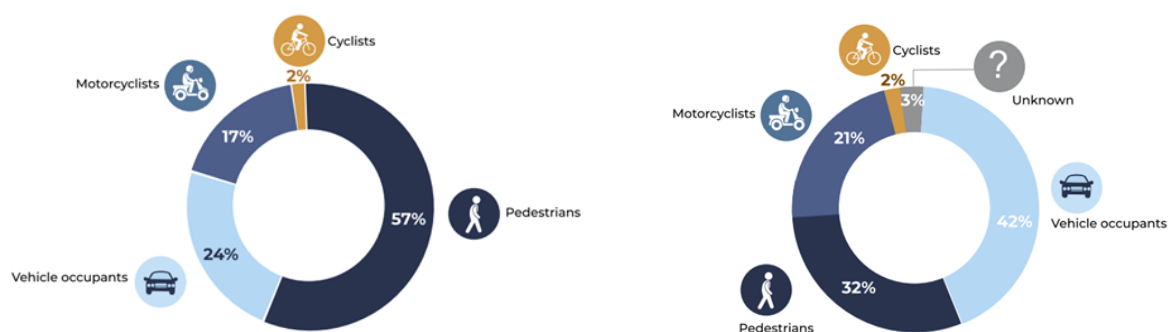 Cyclists
2%
Motorcyclists
17%
57%
Pedestrians
24%
Vehicle occupants
Cyclists
?
2%
3%
Unknown
Motorcyclists
21%
42%
Vehicle occupants
32%
Pedestrians